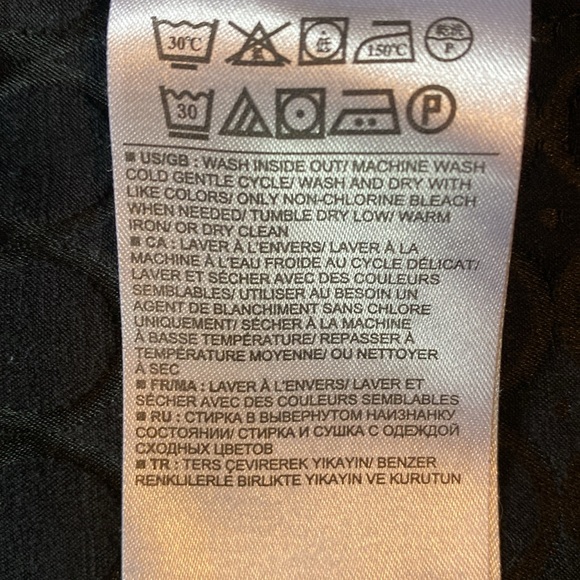 30℃ 低 150℃ P
30 P
■ US/GB : WASH INSIDE OUT/ MACHINE WASH
COLD GENTLE CYCLE/ WASH AND DRY WITH
LIKE COLORS/ ONLY NON-CHLORINE BLEACH
WHEN NEEDED/ TUMBLE DRY LOW/ WARM
IRON/ OR DRY CLEAN
■ CA : LAVER À L'ENVERS/ LAVER À LA
MACHINE À L'EAU FROIDE AU CYCLE DÉLICAT/
LAVER ET SÉCHER AVEC DES COULEURS
SEMBLABLES/ UTILISER AU BESOIN UN
AGENT DE BLANCHIMENT SANS CHLORE
UNIQUEMENT/ SÉCHER À LA MACHINE
À BASSE TEMPÉRATURE/ REPASSER À
TEMPÉRATURE MOYENNE/ OU NETTOYER
À SEC
■ FR/MA : LAVER À L'ENVERS/ LAVER ET
SÉCHER AVEC DES COULEURS SEMBLABLES
■ RU : СТИРКА В ВЫВЕРНУТОМ НАИЗНАНКУ
СОСТОЯНИИ/ СТИРКА И СУШКА С ОДЕЖДОЙ
СХОДНЫХ ЦВЕТОВ
■ TR : TERS ÇEVIREREK YIKAYIN/ BENZER
RENKLILERLE BIRLIKTE YIKAYIN VE KURUTUN